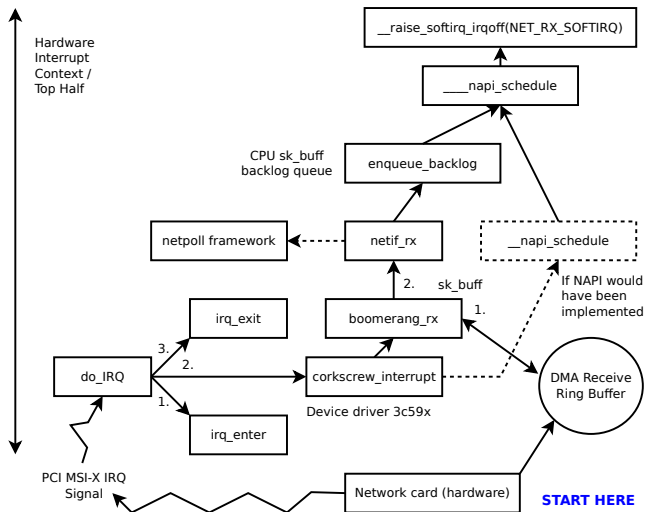 __raise_softirq_irqoff(NET_RX_SOFTIRQ)
Hardware
Interrupt
Context /
Top Half
____napi_schedule
CPU sk_buff
backlog queue
enqueue_backlog
netpoll framework
netif_rx
__napi_schedule
2.
sk_buff
If NAPI would
have been
implemented
irq_exit
boomerang_rx
1.
3.
2.
do_IRQ
corkscrew_interrupt
DMA Receive
Ring Buffer
1.
Device driver 3c59x
irq_enter
PCI MSI-X IRQ
Signal
Network card (hardware)
START HERE